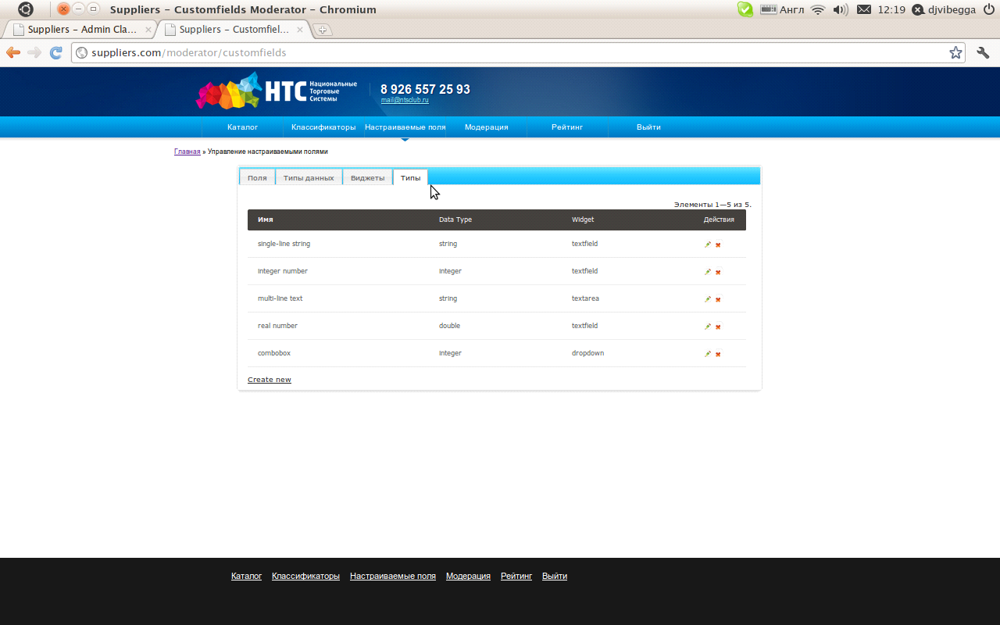 Suppliers – Customfields Moderator – Chromium
Англ 12:19 djvibegga
Suppliers – Admin Cla...
Suppliers – Customfiel...
suppliers.com/moderator/customfields
НТС
Национальные
Торговые
Системы
8 926 557 25 93
mail@ntsclub.ru
Каталог Классификаторы Настраиваемые поля Модерация Рейтинг Выйти
Главная » Управление настраиваемыми полями
Поля Типы данных Виджеты Типы
Элементы 1—5 из 5.
Имя Data Type Widget Действия
single-line string string textfield
integer number integer textfield
multi-line text string textarea
real number double textfield
combobox integer dropdown
Create new
Каталог Классификаторы Настраиваемые поля Модерация Рейтинг Выйти